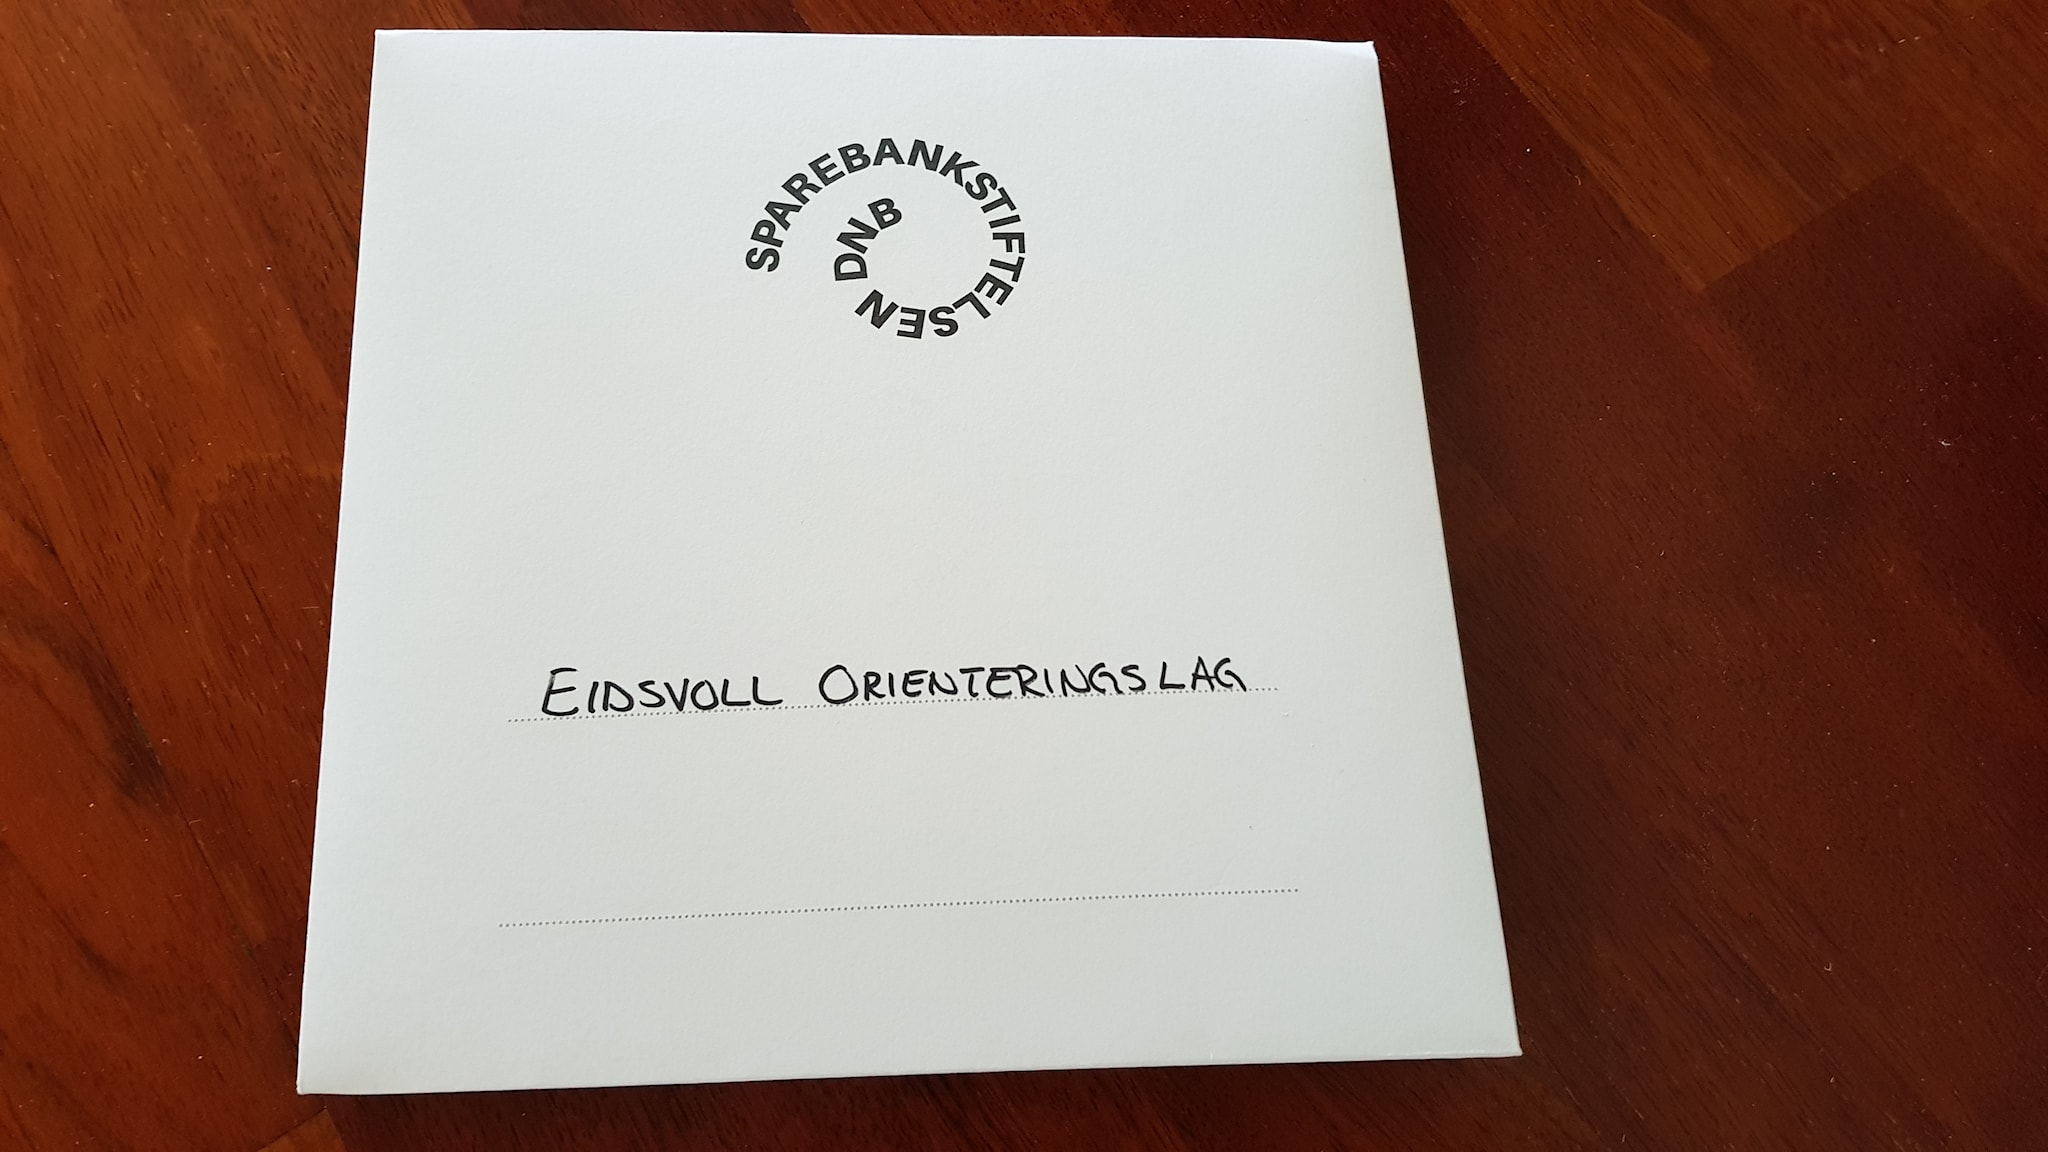 SPAREBANKSTIFTELSEN DNB
EIDSVOLL ORIENTERINGSLAG